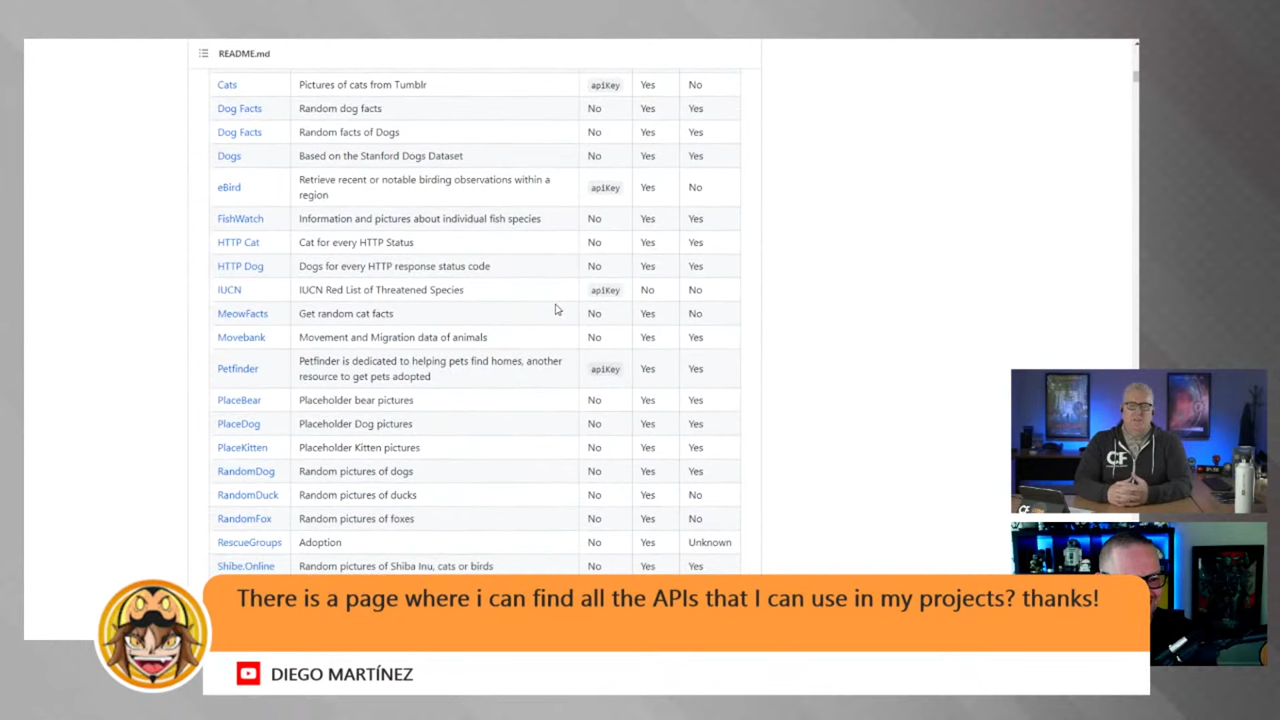 README.md
Cats Pictures of cats from Tumblr apiKey Yes No
Dog Facts Random dog facts No Yes Yes
Dog Facts Random facts of Dogs No Yes Yes
Dogs Based on the Stanford Dogs Dataset No Yes Yes
eBird Retrieve recent or notable birding observations within a
region apiKey Yes No
FishWatch Information and pictures about individual fish species No Yes Yes
HTTP Cat Cat for every HTTP Status No Yes Yes
HTTP Dog Dogs for every HTTP response status code No Yes Yes
IUCN IUCN Red List of Threatened Species apiKey No No
MeowFacts Get random cat facts No Yes No
Movebank Movement and Migration data of animals No Yes Yes
Petfinder Petfinder is dedicated to helping pets find homes, another
resource to get pets adopted apiKey Yes Yes
PlaceBear Placeholder bear pictures No Yes Yes
PlaceDog Placeholder Dog pictures No Yes Yes
PlaceKitten Placeholder Kitten pictures No Yes Yes
RandomDog Random pictures of dogs No Yes Yes
RandomDuck Random pictures of ducks No Yes No
RandomFox Random pictures of foxes No Yes No
RescueGroups Adoption No Yes Unknown
Shibe.Online Random pictures of Shiba Inu, cats or birds No Yes Yes
CF
There is a page where i can find all the APIs that I can use in my projects? thanks!
DIEGO MARTÍNEZ